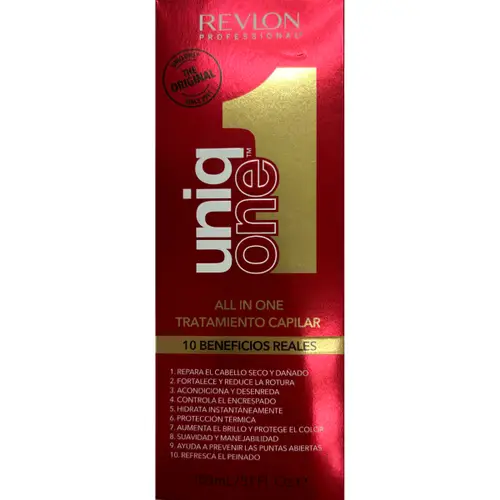 REVLON
PROFESSIONAL
THE
ORIGINAL
uniq
one™
1
ALL IN ONE
TRATAMIENTO CAPILAR
10 BENEFICIOS REALES
1. REPARA EL CABELLO SECO Y DAÑADO
2. FORTALECE Y REDUCE LA ROTURA
3. ACONDICIONA Y DESENREDA
4. CONTROLA EL ENCRESPADO
5. HIDRATA INSTANTÁNEAMENTE
6. PROTECCIÓN TÉRMICA
7. AUMENTA EL BRILLO Y PROTEGE EL COLOR
8. SUAVIDAD Y MANEJABILIDAD
9. AYUDA A PREVENIR LAS PUNTAS ABIERTAS
10. REFRESCA EL PEINADO